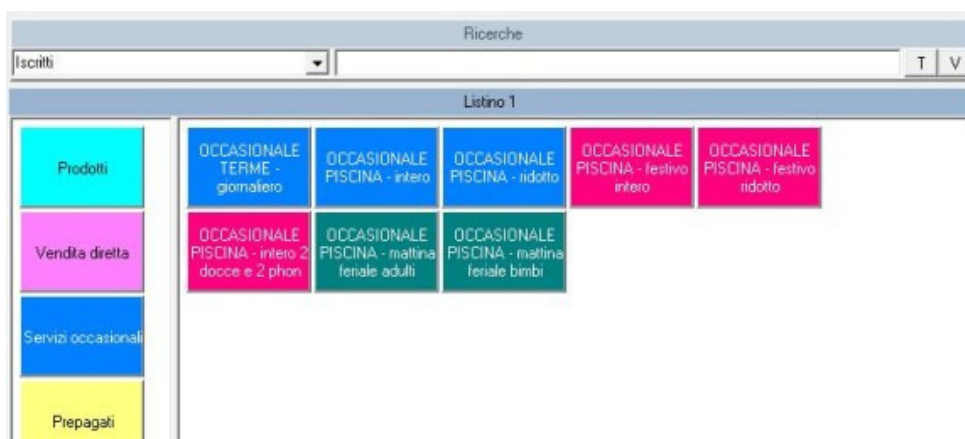 Ricerche
Iscritti
T V
Listino 1
Prodotti
Vendita diretta
Servizi occasionali
Prepagati
OCCASIONALE
TERME -
giornaliero
OCCASIONALE
PISCINA - intero
OCCASIONALE
PISCINA - ridotto
OCCASIONALE
PISCINA - festivo
intero
OCCASIONALE
PISCINA - festivo
ridotto
OCCASIONALE
PISCINA - intero 2
docce e 2 phon
OCCASIONALE
PISCINA - mattina
feriale adulti
OCCASIONALE
PISCINA - mattina
feriale bimbi